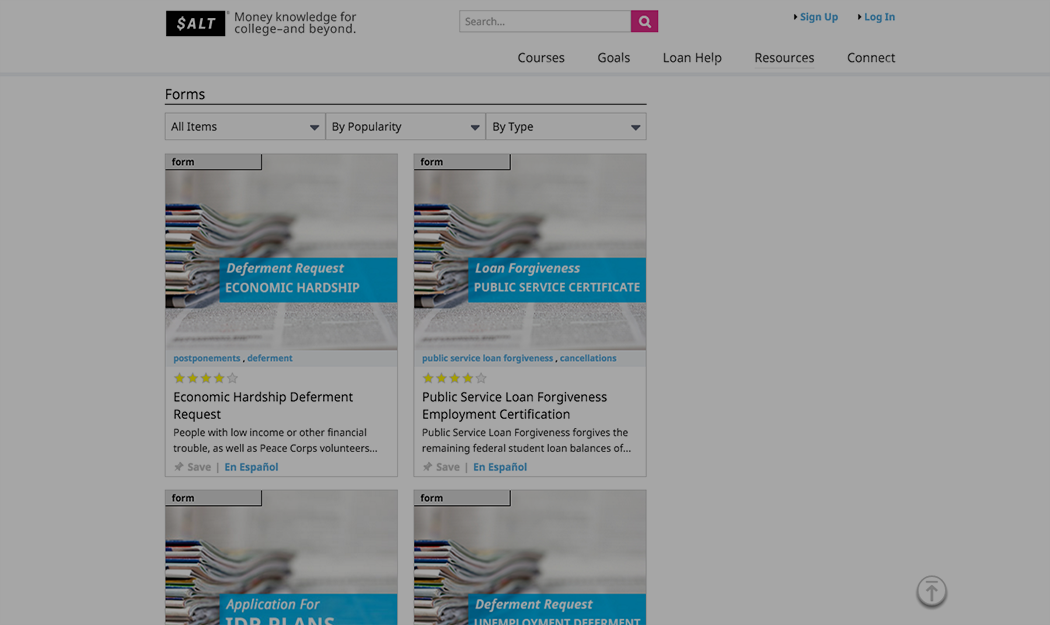 $ALT
Money knowledge for
college–and beyond.
Search...
Sign Up
Log In
Courses
Goals
Loan Help
Resources
Connect
Forms
All Items
By Popularity
By Type
form
Deferment Request
ECONOMIC HARDSHIP
postponements , deferment
Economic Hardship Deferment
Request
People with low income or other financial
trouble, as well as Peace Corps volunteers...
Save | En Español
form
Loan Forgiveness
PUBLIC SERVICE CERTIFICATE
public service loan forgiveness , cancellations
Public Service Loan Forgiveness
Employment Certification
Public Service Loan Forgiveness forgives the
remaining federal student loan balances of...
Save | En Español
form
Application For
IDR PLANS
form
Deferment Request
UNEMPLOYMENT DEFERMENT